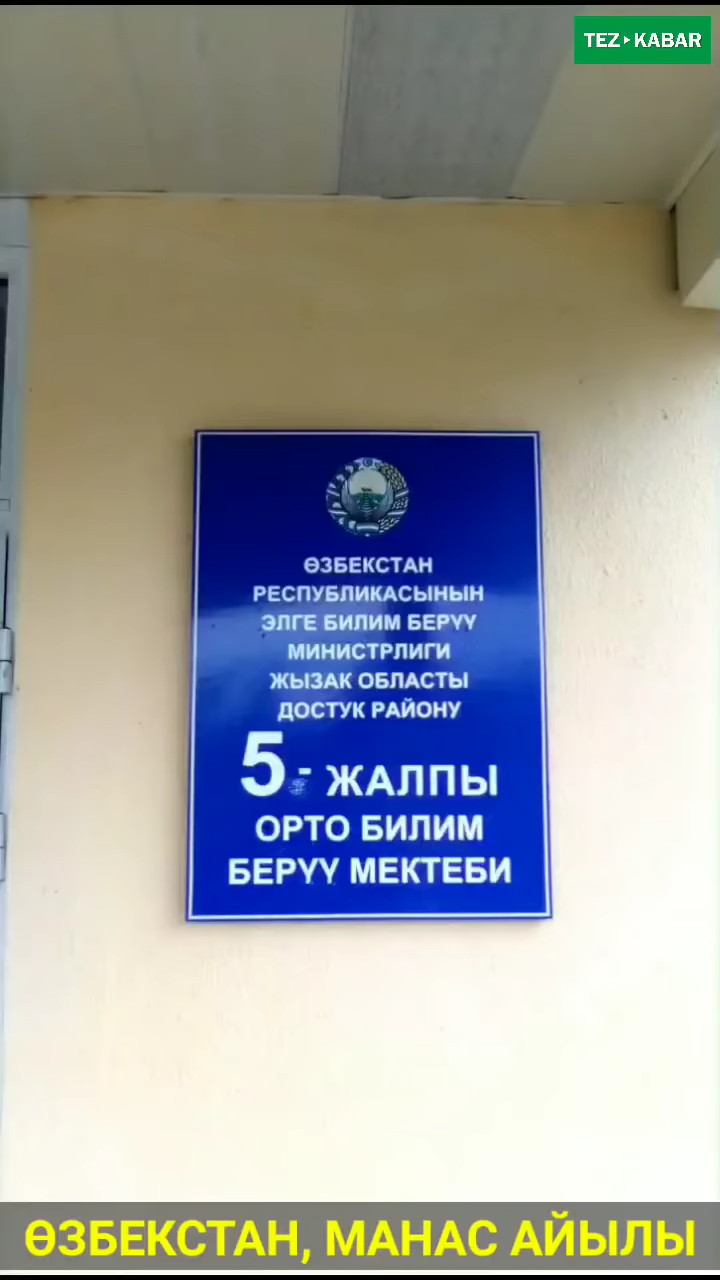 TEZ KABAR
ӨЗБЕКСТАН
РЕСПУБЛИКАСЫНЫН
ЭЛГЕ БИЛИМ БЕРҮҮ
МИНИСТРЛИГИ
ЖЫЗАК ОБЛАСТЫ
ДОСТУК РАЙОНУ
5 - ЖАЛПЫ
ОРТО БИЛИМ
БЕРҮҮ МЕКТЕБИ
ӨЗБЕКСТАН, МАНАС АЙЫЛЫ